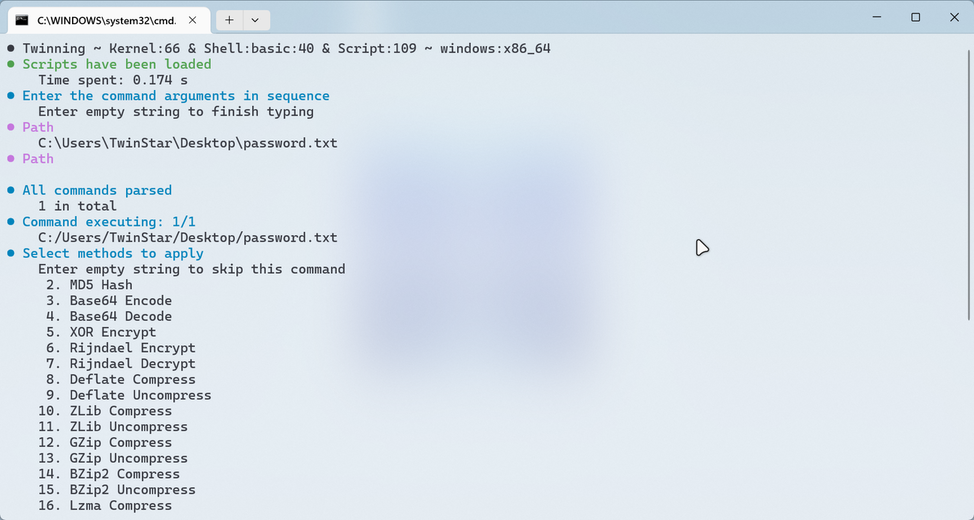 C:\WINDOWS\system32\cmd.
● Twinning ~ Kernel:66 & Shell:basic:40 & Script:109 ~ windows:x86_64
● Scripts have been loaded
Time spent: 0.174 s
● Enter the command arguments in sequence
Enter empty string to finish typing
● Path
C:\Users\TwinStar\Desktop\password.txt
● Path
● All commands parsed
1 in total
● Command executing: 1/1
C:/Users/TwinStar/Desktop/password.txt
● Select methods to apply
Enter empty string to skip this command
2. MD5 Hash
3. Base64 Encode
4. Base64 Decode
5. XOR Encrypt
6. Rijndael Encrypt
7. Rijndael Decrypt
8. Deflate Compress
9. Deflate Uncompress
10. ZLib Compress
11. ZLib Uncompress
12. GZip Compress
13. GZip Uncompress
14. BZip2 Compress
15. BZip2 Uncompress
16. Lzma Compress